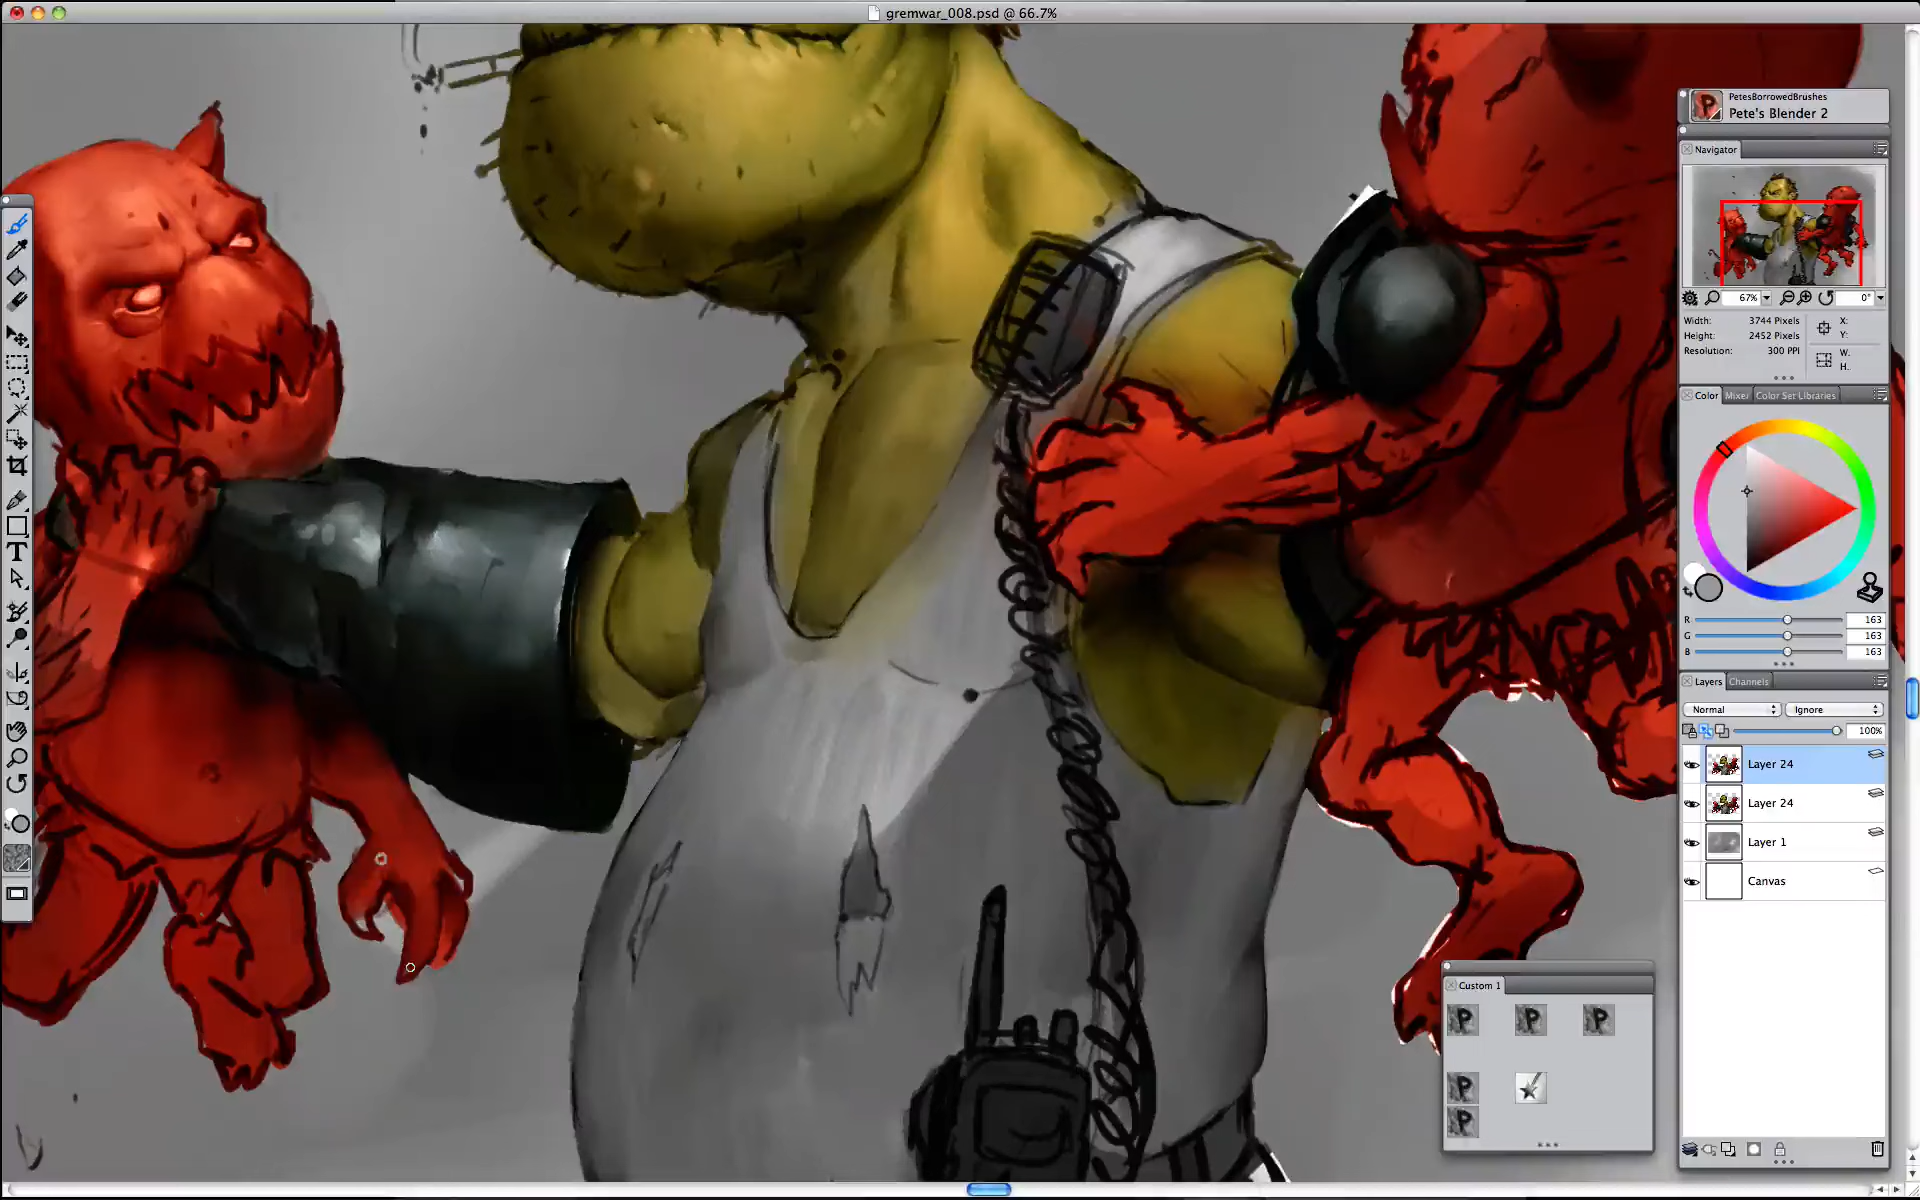 gremwar_008.psd @ 66.7%
PetesBorrowedBrushes
Pete's Blender 2
Navigator
67% 0°
Width: 3744 Pixels X:
Height: 2452 Pixels Y:
Resolution: 300 PPI W.
H.
Color Mixer Color Set Libraries
R 163
G 163
B 163
Layers Channels
Normal Ignore
100%
Layer 24
Layer 24
Layer 1
Canvas
Custom 1
P P P
P
P
T